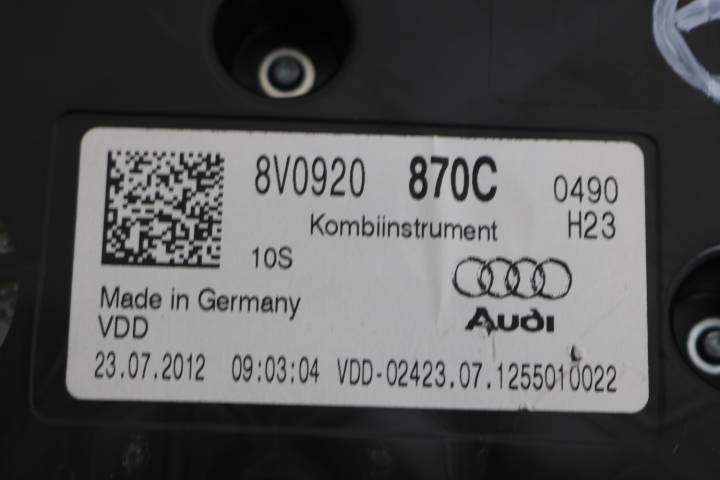 8V0920 870C 0490
Kombiinstrument H23
10S
Audi
Made in Germany
VDD
23.07.2012 09:03:04 VDD-02423.07.1255010022